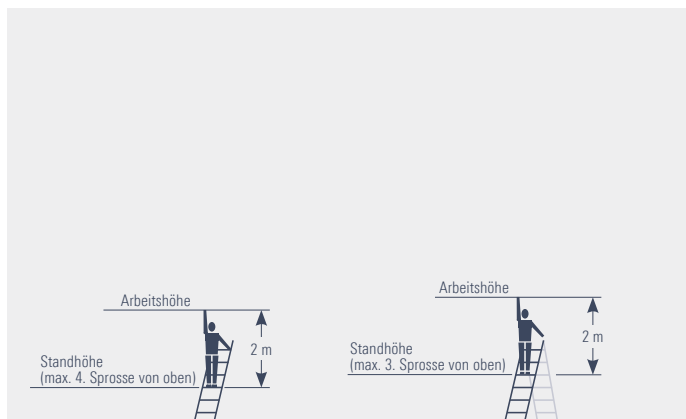 Arbeitshöhe
2 m
Standhöhe
(max. 4. Sprosse von oben)
Arbeitshöhe
2 m
Standhöhe
(max. 3. Sprosse von oben)